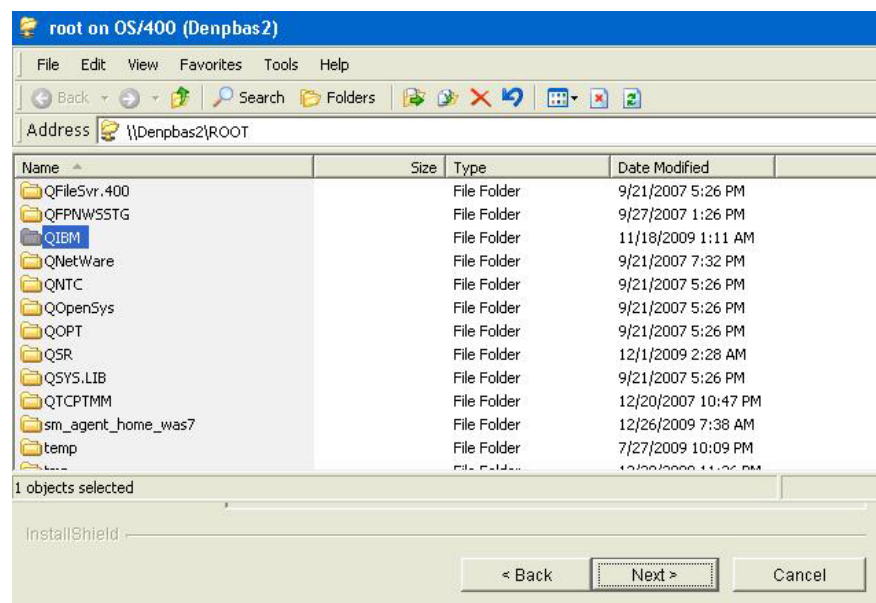 root on OS/400 (Denpbas2)
File Edit View Favorites Tools Help
Back Search Folders
Address \\Denpbas2\ROOT
Name Size Type Date Modified
QFileSvr.400 File Folder 9/21/2007 5:26 PM
QFPNWSSTG File Folder 9/27/2007 1:26 PM
QIBM File Folder 11/18/2009 1:11 AM
QNetWare File Folder 9/21/2007 7:32 PM
QNTC File Folder 9/21/2007 5:26 PM
QOpenSys File Folder 9/21/2007 5:26 PM
QOPT File Folder 9/21/2007 5:26 PM
QSR File Folder 12/1/2009 2:28 AM
QSYS.LIB File Folder 9/21/2007 5:26 PM
QTCPTMM File Folder 12/20/2007 10:47 PM
sm_agent_home_was7 File Folder 12/26/2009 7:38 AM
temp File Folder 7/27/2009 10:09 PM
File Folder
1 objects selected
InstallShield
< Back Next > Cancel